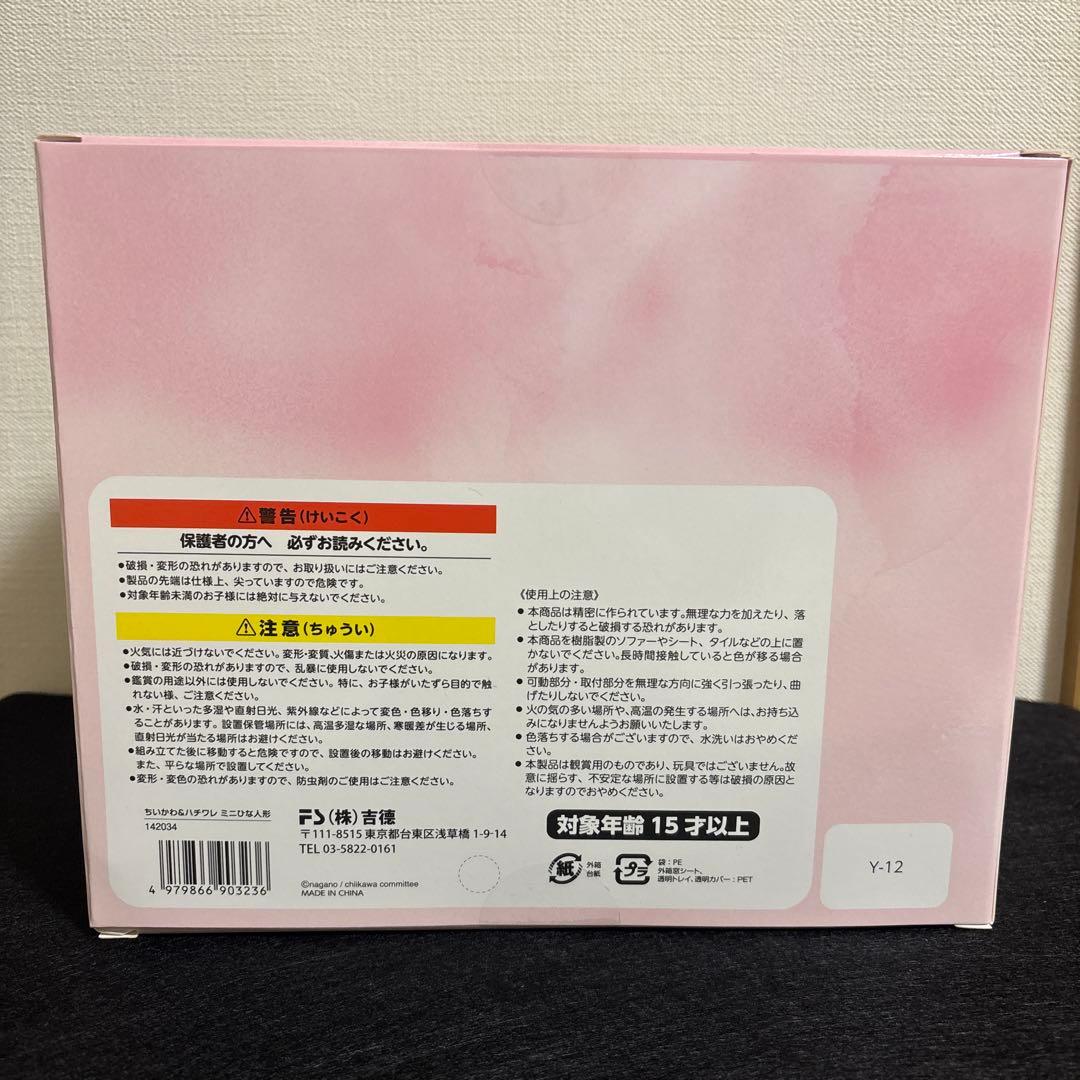 ⚠警告(けいこく)
保護者の方へ　必ずお読みください。
●破損・変形の恐れがありますので、お取り扱いにはご注意ください。
●製品の先端は仕様上、尖っていますので危険です。
●対象年齢未満のお子様には絶対に与えないでください。
⚠注意(ちゅうい)
●火気には近づけないでください。変形・変質、火傷または火災の原因になります。
●破損・変形の恐れがありますので、乱暴に使用しないでください。
●鑑賞の用途以外には使用しないでください。特に、お子様がいたずら目的で触
れない様、ご注意ください。
●水・汗といった多湿や直射日光、紫外線などによって変色・色移り・色落ちす
ることがあります。設置保管場所には、高温多湿な場所、寒暖差が生じる場所、
直射日光が当たる場所はお避けください。
●組み立てた後に移動すると危険ですので、設置後の移動はお避けください。
また、平らな場所で設置してください。
●変形・変色の恐れがありますので、防虫剤のご使用はご注意ください。
《使用上の注意》
●本商品は精密に作られています。無理な力を加えたり、落
としたりすると破損する恐れがあります。
●本商品を樹脂製のソファーやシート、タイルなどの上に置
かないでください。長時間接触していると色が移る場合
があります。
●可動部分・取付部分を無理な方向に強く引っ張ったり、曲
げたりしないでください。
●火の気の多い場所や、高温の発生する場所へは、お持ち込
みになりませんようお願いいたします。
●色落ちする場合がございますので、水洗いはおやめくだ
さい。
●本製品は観賞用のものであり、玩具ではございません。故
意に揺らす、不安定な場所に設置する等は破損の原因と
なりますのでおやめください。
ちいかわ&ハチワレ ミニひな人形
142034
4 979866 903236
(株)吉德
〒111-8515 東京都台東区浅草橋 1-9-14
TEL 03-5822-0161
©nagano / chiikawa committee
MADE IN CHINA
対象年齢 15 才以上
紙
外箱
台紙
プラ
袋:PE
外箱窓シート、
透明トレイ、透明カバー:PET
Y-12